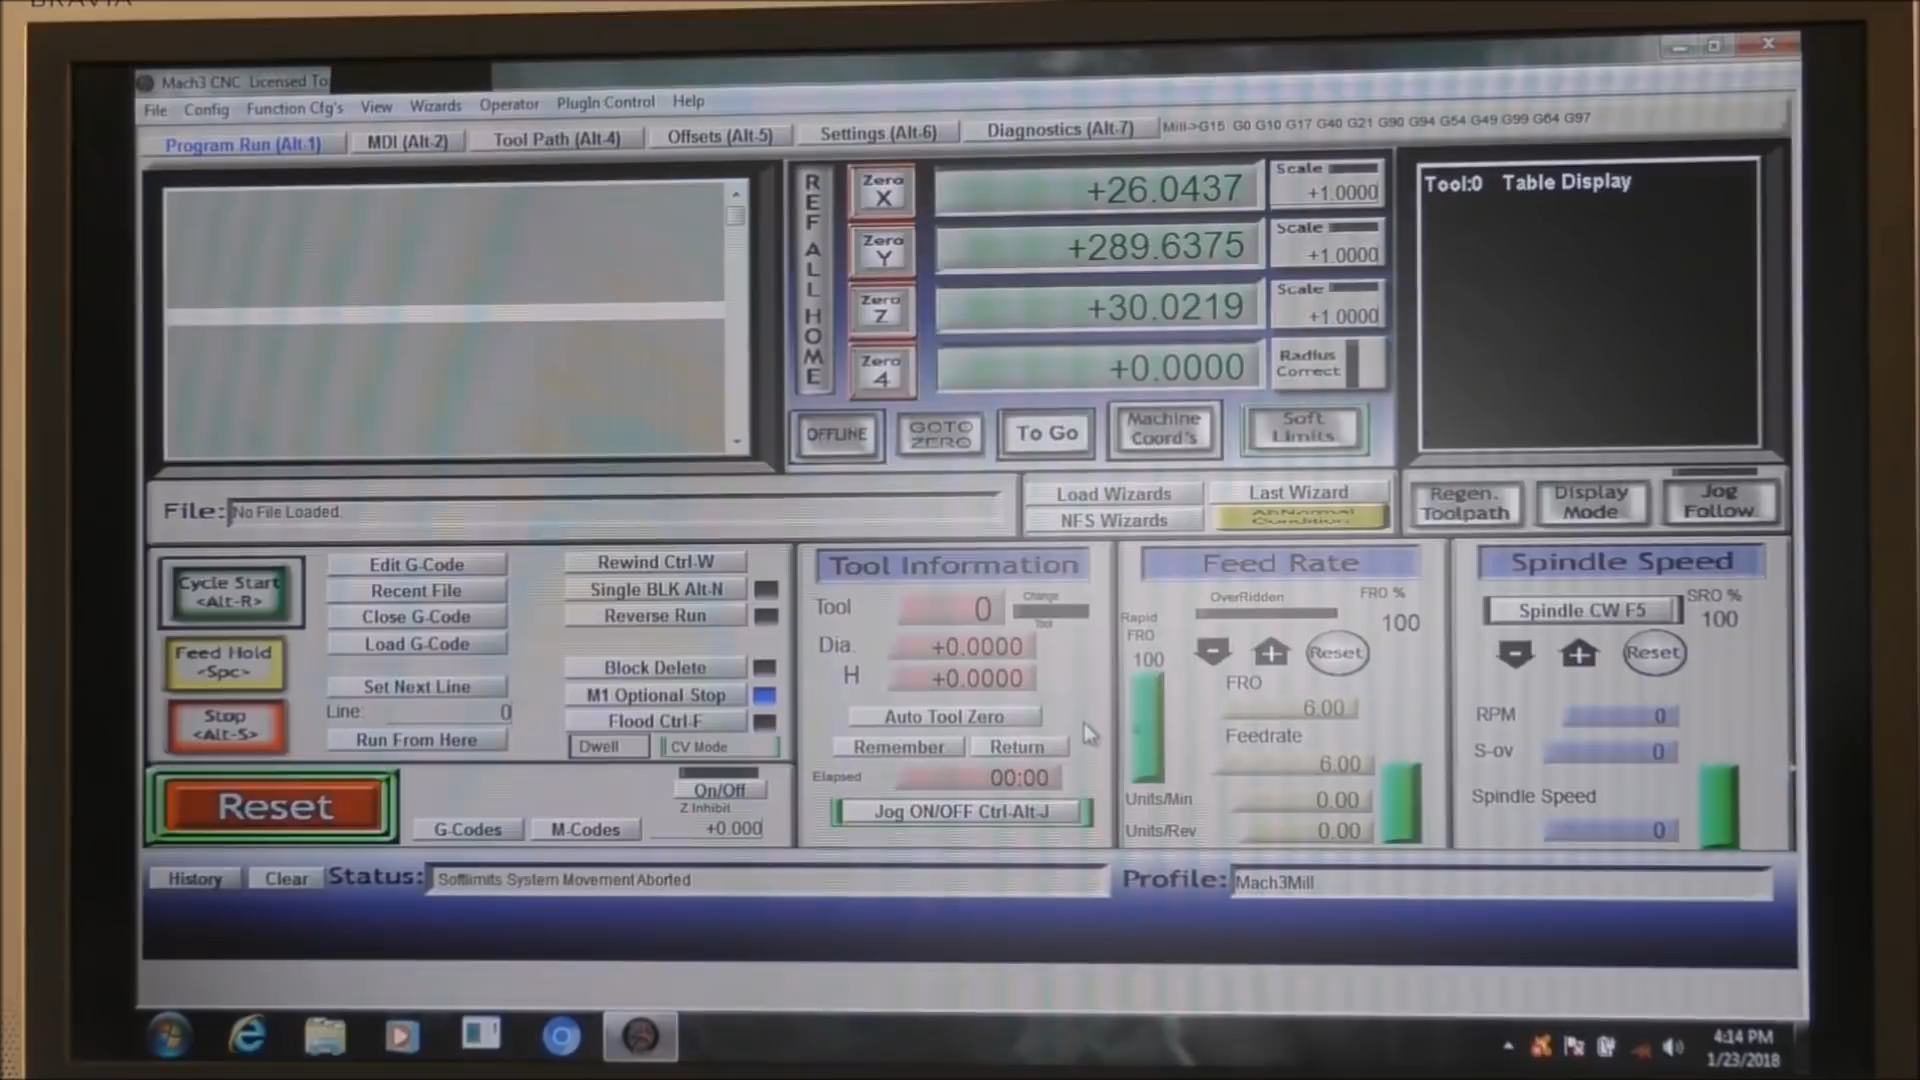 Mach3 CNC Licensed To
File Config Function Cfg's View Wizards Operator PlugIn Control Help
Program Run (Alt-1) MDI (Alt-2) Tool Path (Alt-4) Offsets (Alt-5) Settings (Alt-6) Diagnostics (Alt-7) Mill->G15 G0 G10 G17 G40 G21 G90 G94 G54 G49 G99 G64 G97
REF ALL HOME
Zero X +26.0437 Scale +1.0000
Zero Y +289.6375 Scale +1.0000
Zero Z +30.0219 Scale +1.0000
Zero 4 +0.0000 Radius Correct
Tool:0 Table Display
OFFLINE GOTO ZERO To Go Machine Coord's Soft Limits
File: No File Loaded.
Load Wizards Last Wizard
NFS Wizards AbNormal Condition
Regen. Toolpath Display Mode Jog Follow
Cycle Start <Alt-R>
Feed Hold <Spc>
Stop <Alt-S>
Reset
Edit G-Code
Recent File
Close G-Code
Load G-Code
Set Next Line
Line: 0
Run From Here
Rewind Ctrl-W
Single BLK Alt-N
Reverse Run
Block Delete
M1 Optional Stop
Flood Ctrl-F
Dwell CV Mode
On/Off
Z Inhibit
+0.000
G-Codes M-Codes
Tool Information
Tool 0 Change Tool
Dia. +0.0000
H +0.0000
Auto Tool Zero
Remember Return
Elapsed 00:00
Jog ON/OFF Ctrl-Alt-J
Feed Rate
OverRidden FRO %
100
Rapid FRO
100
Reset
FRO
6.00
Feedrate
6.00
Units/Min 0.00
Units/Rev 0.00
Spindle Speed
Spindle CW F5 SRO %
100
Reset
RPM 0
S-ov 0
Spindle Speed
0
History Clear Status: Softlimits System Movement Aborted Profile: Mach3Mill
4:14 PM
1/23/2018